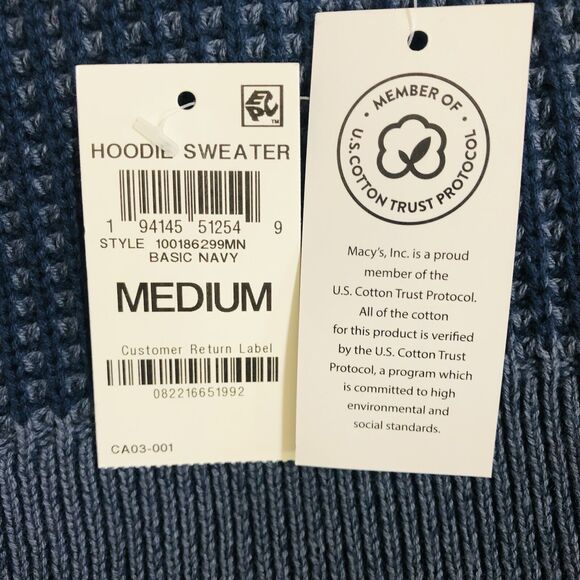 EPC
TM
HOODIE SWEATER
1 94145 51254 9
STYLE 100186299MN
BASIC NAVY
MEDIUM
Customer Return Label
082216651992
CA03-001
• MEMBER OF •
U.S. COTTON TRUST PROTOCOL
Macy's, Inc. is a proud
member of the
U.S. Cotton Trust Protocol.
All of the cotton
for this product is verified
by the U.S. Cotton Trust
Protocol, a program which
is committed to high
environmental and
social standards.